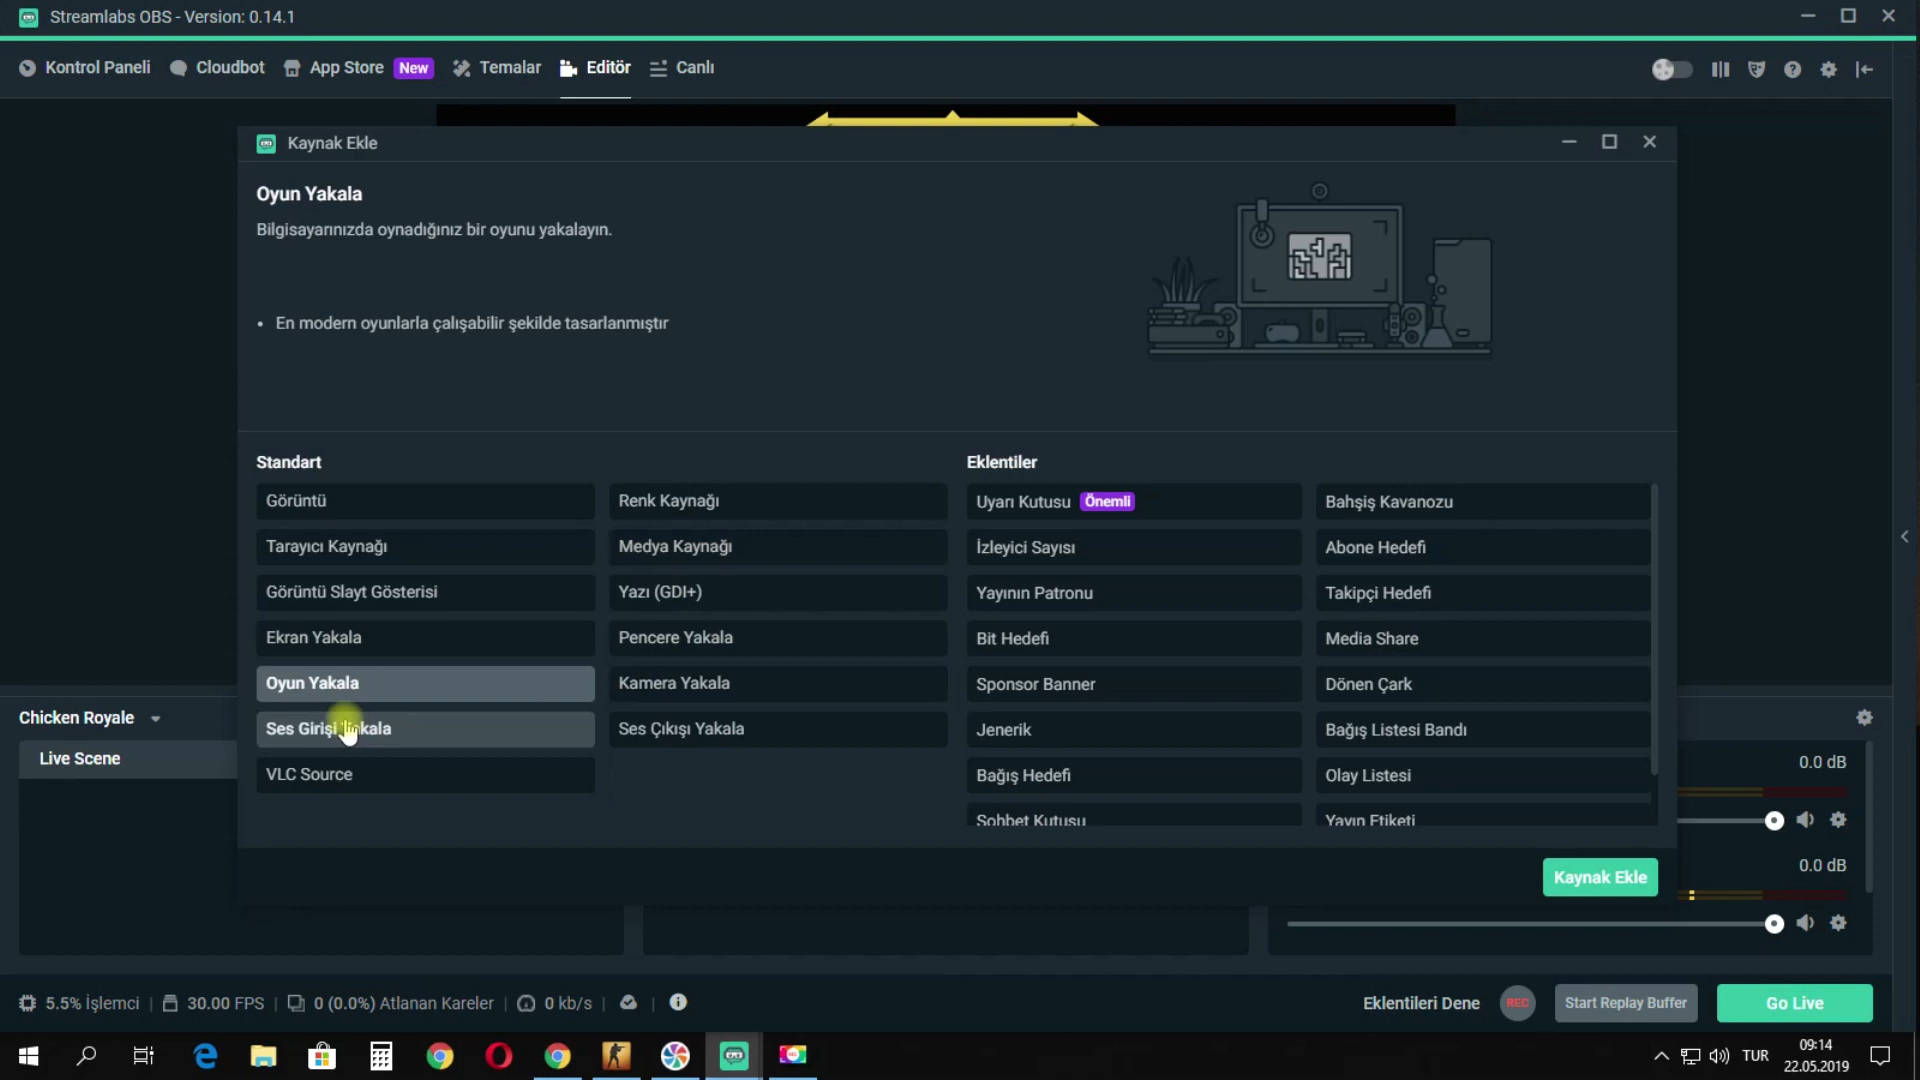 Streamlabs OBS - Version: 0.14.1
Kontrol Paneli
Cloudbot
App Store New
Temalar
Editör
Canlı
Kaynak Ekle
Oyun Yakala
Bilgisayarınızda oynadığınız bir oyunu yakalayın.
• En modern oyunlarla çalışabilir şekilde tasarlanmıştır
Standart
Görüntü
Renk Kaynağı
Tarayıcı Kaynağı
Medya Kaynağı
Görüntü Slayt Gösterisi
Yazı (GDI+)
Ekran Yakala
Pencere Yakala
Oyun Yakala
Kamera Yakala
Ses Girişi
Ses Çıkışı Yakala
VLC Source
Eklentiler
Uyarı Kutusu Önemli
Bahşiş Kavanozu
İzleyici Sayısı
Abone Hedefi
Yayının Patronu
Takipçi Hedefi
Bit Hedefi
Media Share
Sponsor Banner
Dönen Çark
Jenerik
Bağış Listesi Bandı
Bağış Hedefi
Olay Listesi
Sohbet Kutusu
Yayın Etiketi
Kaynak Ekle
Chicken Royale
Live Scene
0.0 dB
0.0 dB
5.5% İşlemci
30.00 FPS
0 (0.0%) Atlanan Kareler
0 kb/s
Eklentileri Dene
REC
Start Replay Buffer
Go Live
TUR
09:14
22.05.2019